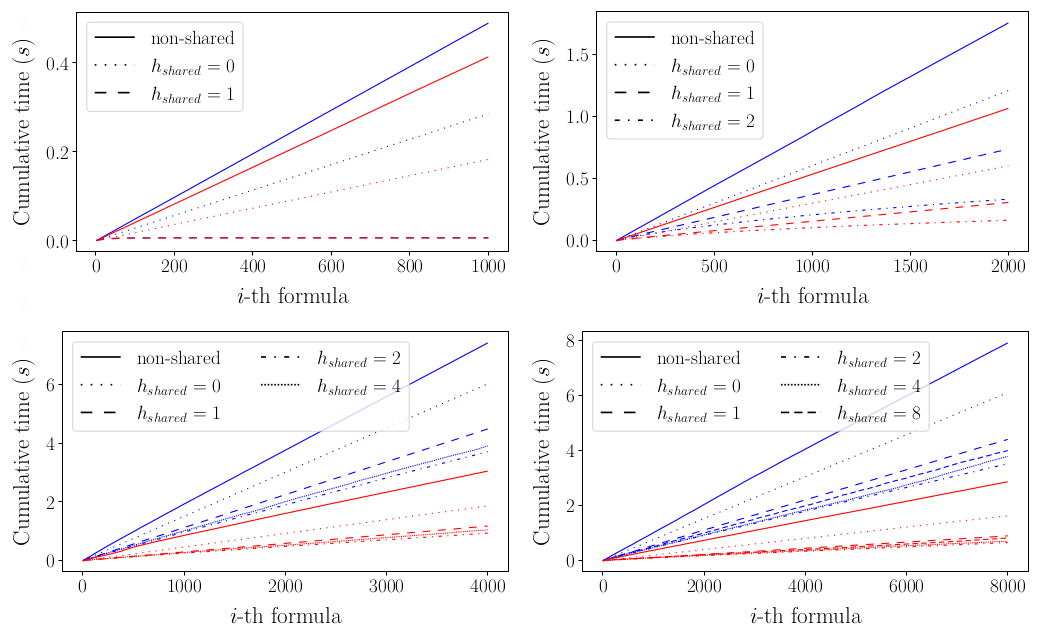 Cumulative time (s)
0.4
0.2
0.0
non-shared
h_shared = 0
h_shared = 1
0 200 400 600 800 1000
i-th formula
Cumulative time (s)
1.5
1.0
0.5
0.0
non-shared
h_shared = 0
h_shared = 1
h_shared = 2
0 500 1000 1500 2000
i-th formula
Cumulative time (s)
6
4
2
0
non-shared h_shared = 2
h_shared = 0 h_shared = 4
h_shared = 1
0 1000 2000 3000 4000
i-th formula
Cumulative time (s)
8
6
4
2
0
non-shared h_shared = 2
h_shared = 0 h_shared = 4
h_shared = 1 h_shared = 8
0 2000 4000 6000 8000
i-th formula